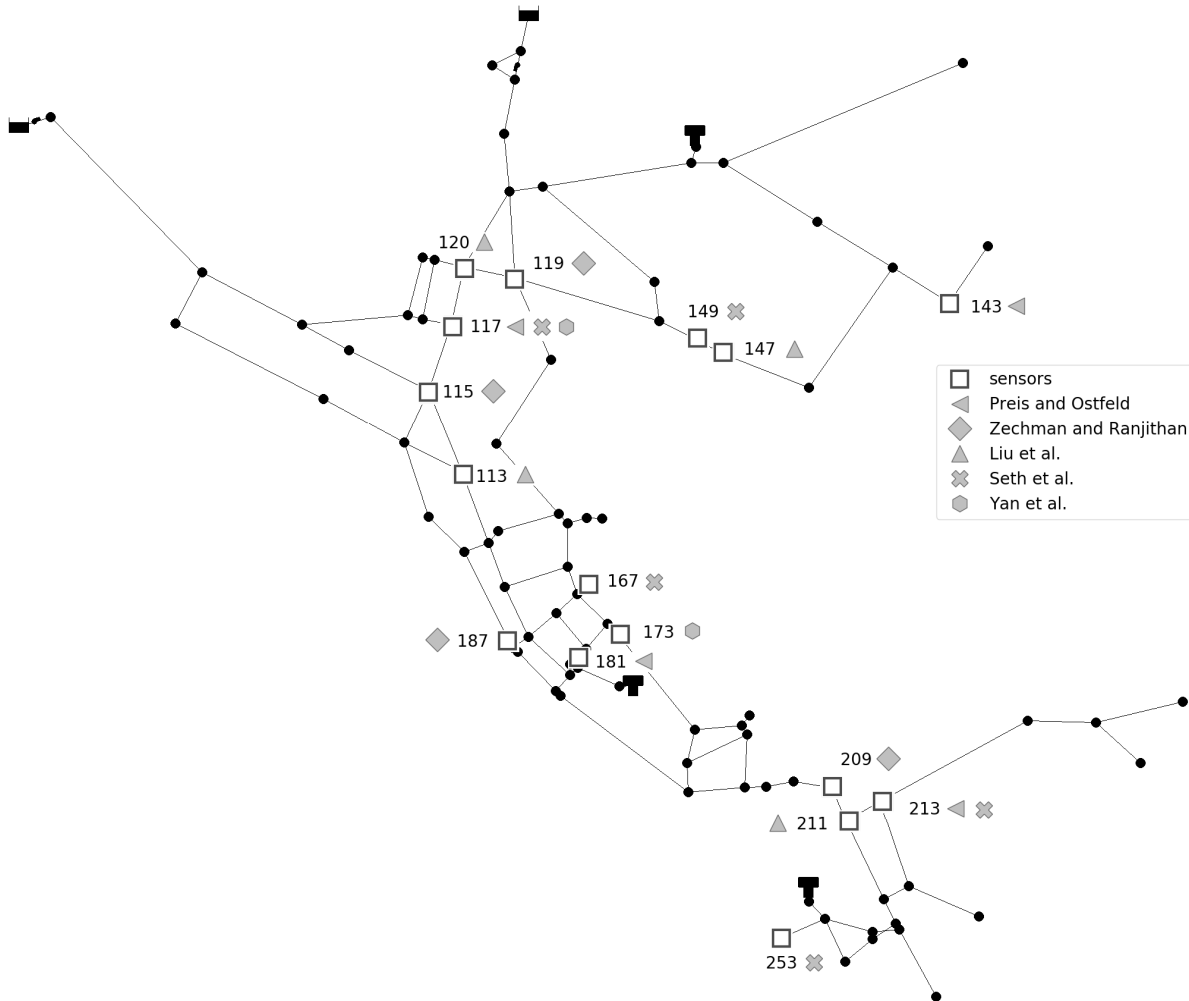 120
119
149
143
117
147
115
sensors
Preis and Ostfeld
Zechman and Ranjithan
Liu et al.
Seth et al.
Yan et al.
113
167
173
187
181
209
213
211
253